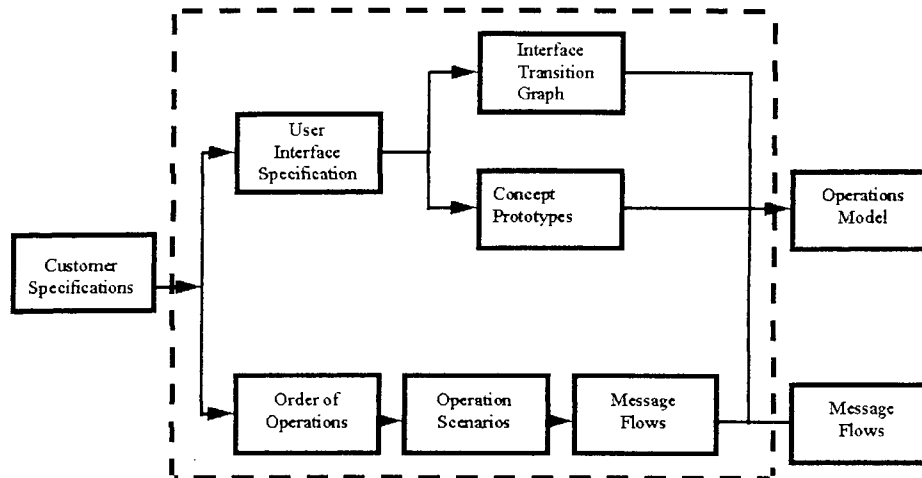 Interface
Transition
Graph
User
Interface
Specification
Concept
Prototypes
Operations
Model
Customer
Specifications
Order of
Operations
Operation
Scenarios
Message
Flows
Message
Flows